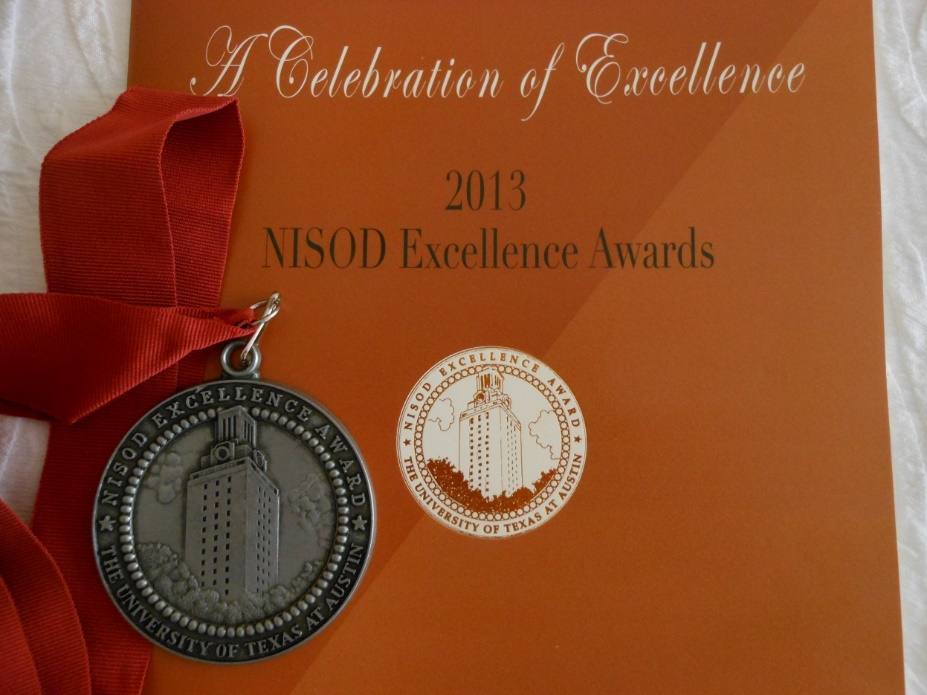 A Celebration of Excellence
2013
NISOD Excellence Awards
NISOD EXCELLENCE AWARD
THE UNIVERSITY OF TEXAS AT AUSTIN
NISOD EXCELLENCE AWARD
THE UNIVERSITY OF TEXAS AT AUSTIN